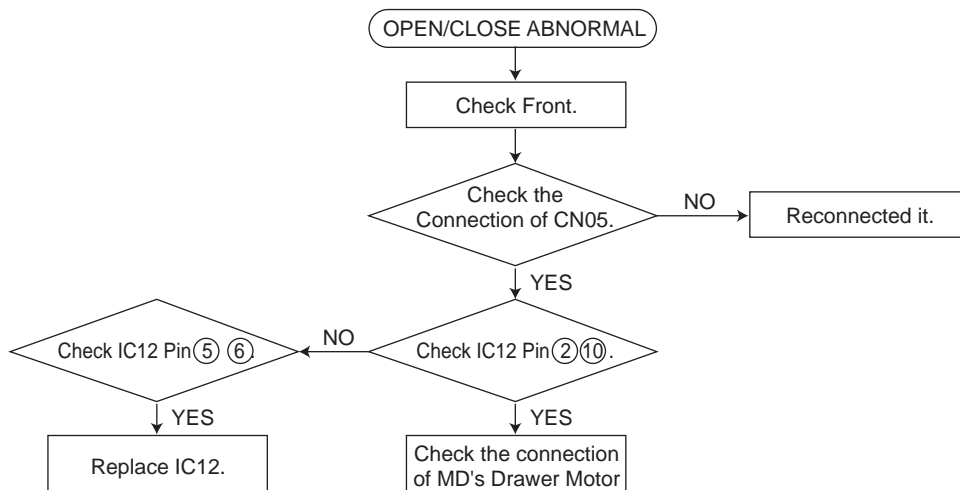 OPEN/CLOSE ABNORMAL
Check Front.
Check the
Connection of CN05.
NO
Reconnected it.
YES
Check IC12 Pin②⑩.
NO
Check IC12 Pin⑤ ⑥.
YES
YES
Replace IC12.
Check the connection
of MD's Drawer Motor